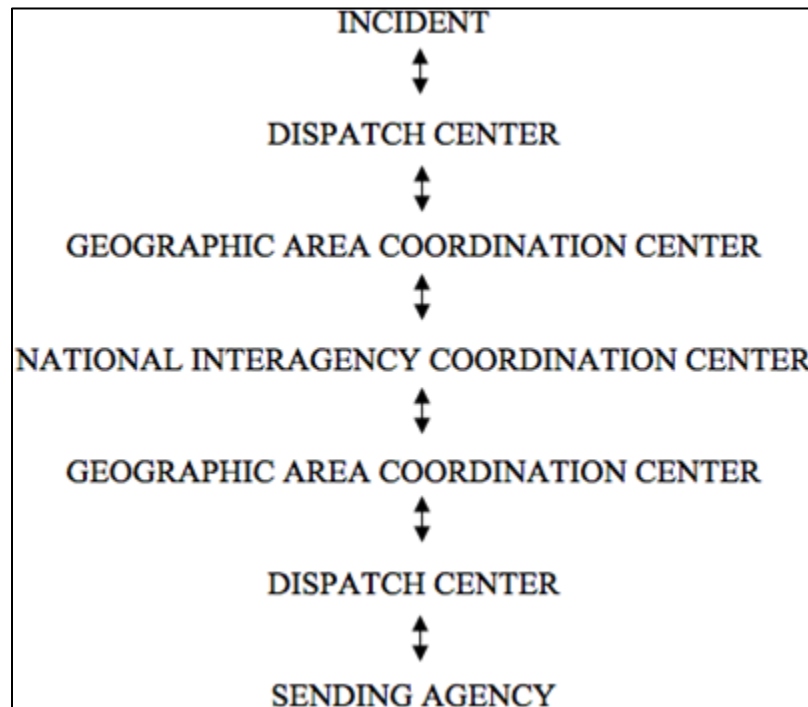 INCIDENT
DISPATCH CENTER
GEOGRAPHIC AREA COORDINATION CENTER
NATIONAL INTERAGENCY COORDINATION CENTER
GEOGRAPHIC AREA COORDINATION CENTER
DISPATCH CENTER
SENDING AGENCY